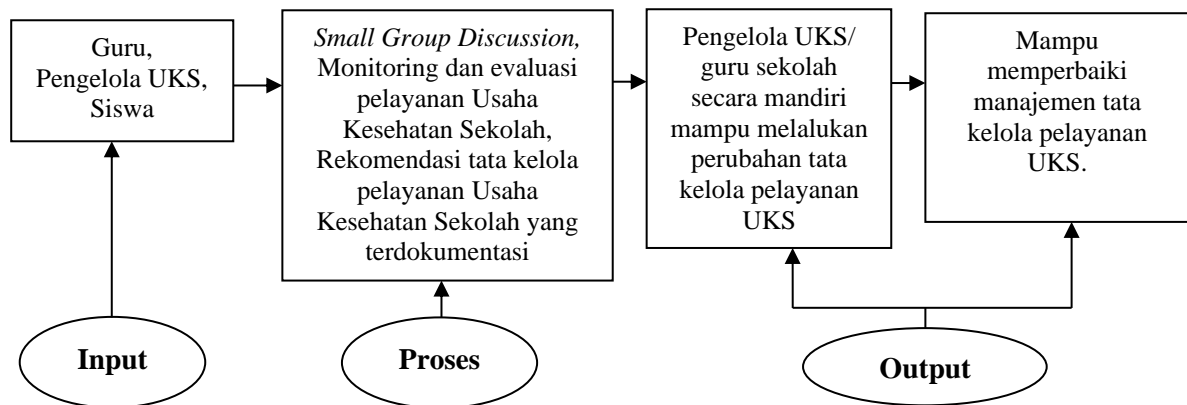 Guru,
Pengelola UKS,
Siswa
Small Group Discussion,
Monitoring dan evaluasi
pelayanan Usaha
Kesehatan Sekolah,
Rekomendasi tata kelola
pelayanan Usaha
Kesehatan Sekolah yang
terdokumentasi
Pengelola UKS/
guru sekolah
secara mandiri
mampu melalukan
perubahan tata
kelola pelayanan
UKS
Mampu
memperbaiki
manajemen tata
kelola pelayanan
UKS.
Input
Proses
Output